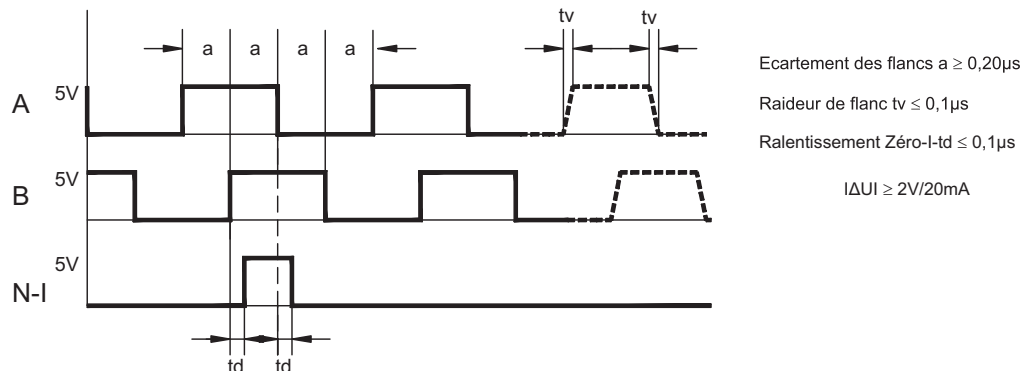 tv tv
a a a a
Ecartement des flancs a ≥ 0,20µs
A 5V
Raideur de flanc tv ≤ 0,1µs
Ralentissement Zéro-I-td ≤ 0,1µs
B 5V
I∆UI ≥ 2V/20mA
N-I 5V
td td